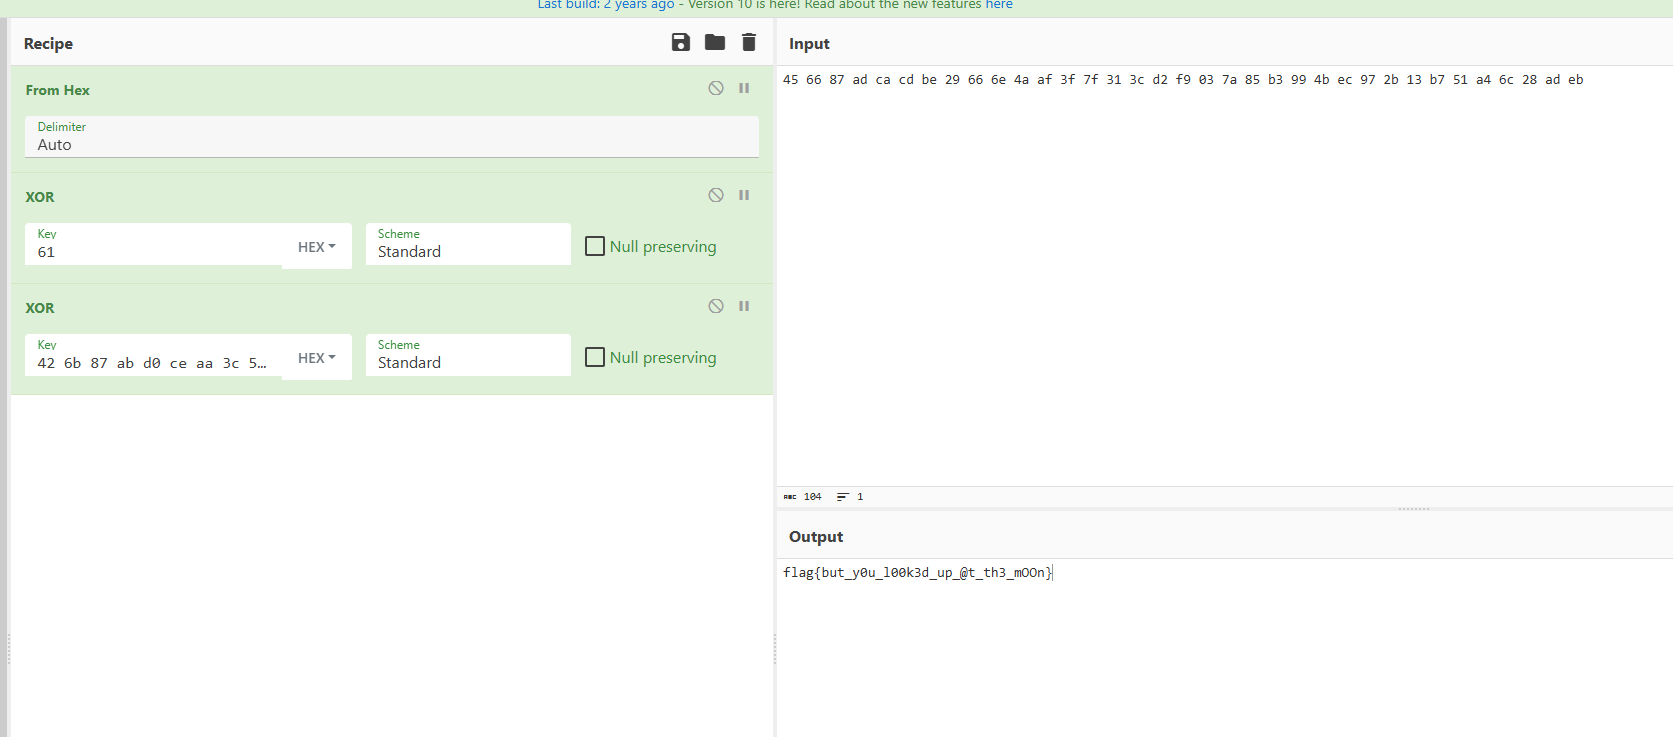 Last build: 2 years ago - Version 10 is here! Read about the new features here
Recipe
From Hex
Delimiter
Auto
XOR
Key
61
HEX
Scheme
Standard
Null preserving
XOR
Key
42 6b 87 ab d0 ce aa 3c 5...
HEX
Scheme
Standard
Null preserving
Input
45 66 87 ad ca cd be 29 66 6e 4a af 3f 7f 31 3c d2 f9 03 7a 85 b3 99 4b ec 97 2b 13 b7 51 a4 6c 28 ad eb
ABC 104 1
Output
flag{but_y0u_l00k3d_up_@t_th3_mOOn}